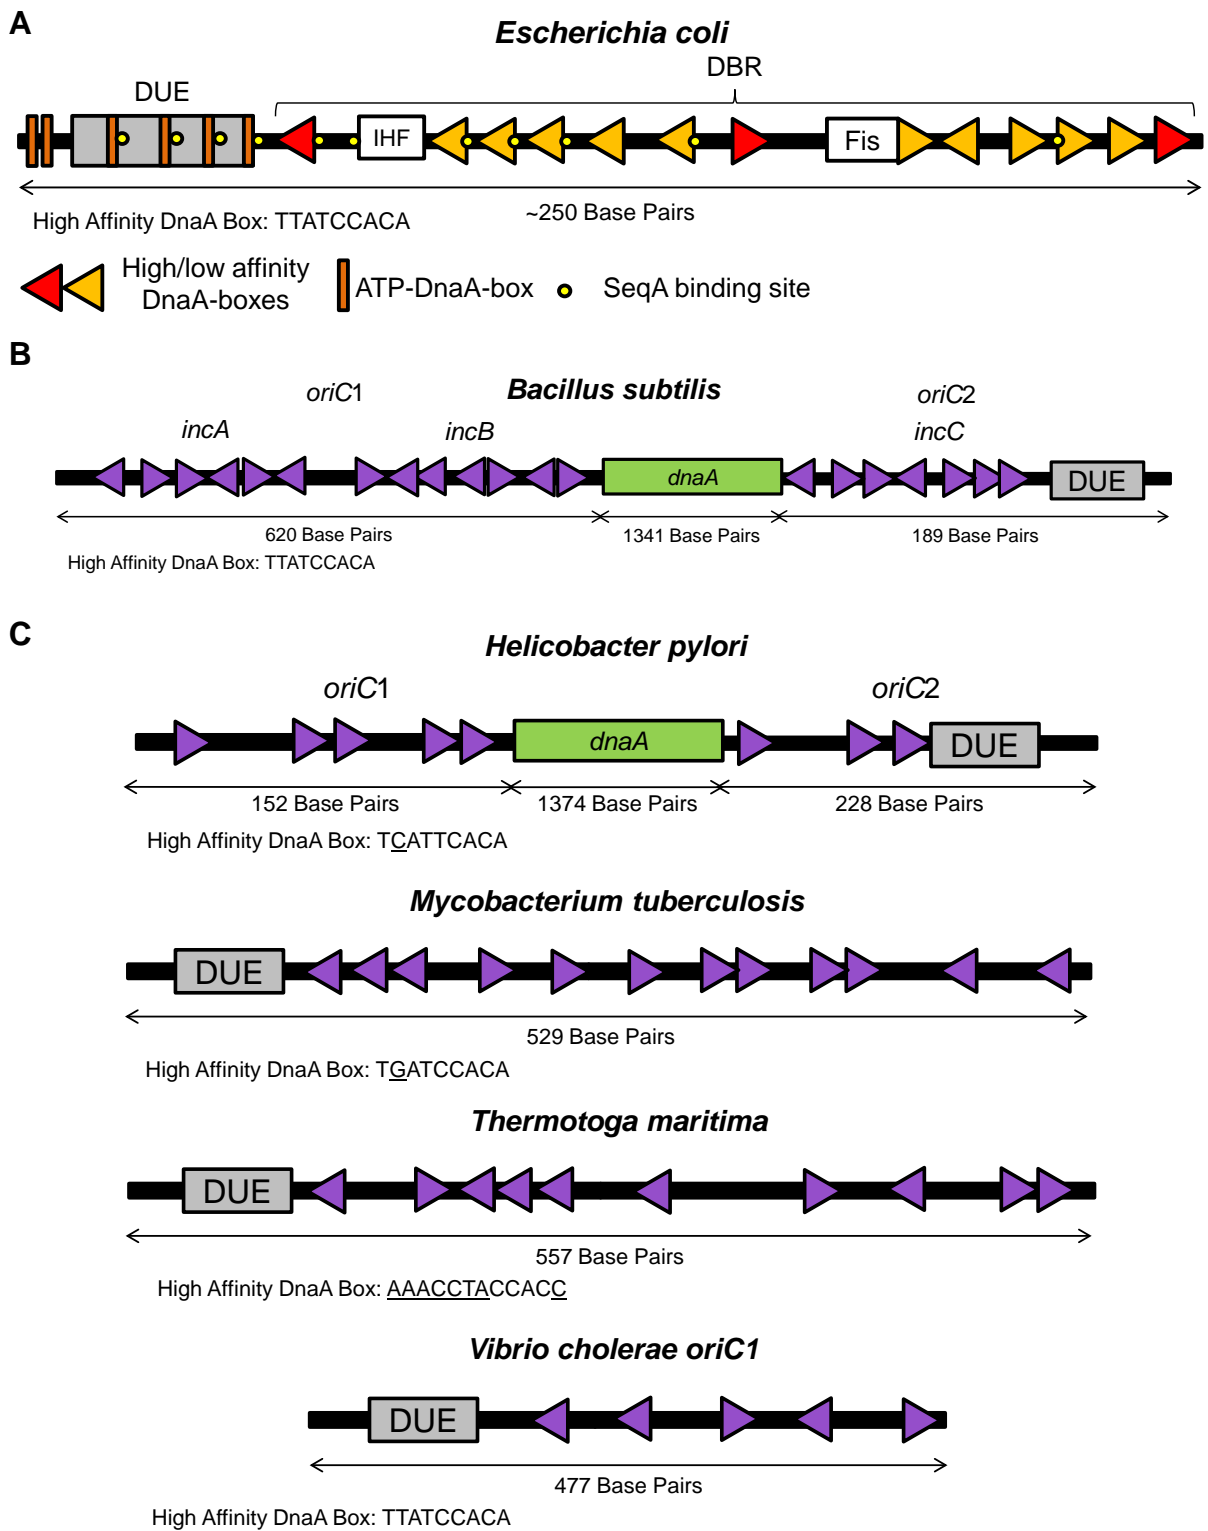 A
Escherichia coli
DBR
DUE
IHF
Fis
~250 Base Pairs
High Affinity DnaA Box: TTATCCACA
High/low affinity
DnaA-boxes
ATP-DnaA-box
SeqA binding site
B
oriC1
Bacillus subtilis
oriC2
incA
incB
incC
dnaA
DUE
620 Base Pairs
1341 Base Pairs
189 Base Pairs
High Affinity DnaA Box: TTATCCACA
C
Helicobacter pylori
oriC1
oriC2
dnaA
DUE
152 Base Pairs
1374 Base Pairs
228 Base Pairs
High Affinity DnaA Box: TCATTCACA
Mycobacterium tuberculosis
DUE
529 Base Pairs
High Affinity DnaA Box: TGATCCACA
Thermotoga maritima
DUE
557 Base Pairs
High Affinity DnaA Box: AAACCTACCACC
Vibrio cholerae oriC1
DUE
477 Base Pairs
High Affinity DnaA Box: TTATCCACA